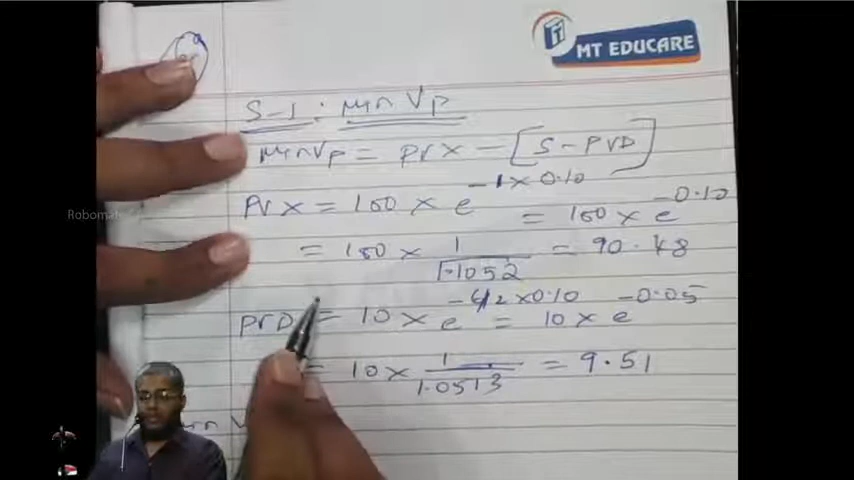 MT EDUCARE
S-1 : Min Vp
Min Vp = PVX - [S - PVD]
PVX = 100 × e^-1×0.10 = 100 × e^-0.10
= 100 × 1/1.1052 = 90.48
PVD = 10 × e^-6/12×0.10 = 10 × e^-0.05
= 10 × 1/1.0513 = 9.51